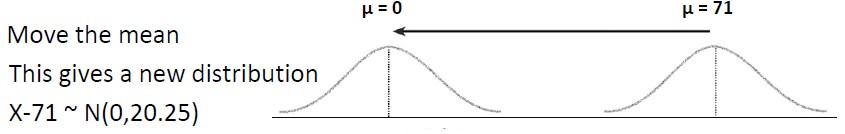 μ = 0
μ = 71
Move the mean
This gives a new distribution
X-71 ~ N(0,20.25)